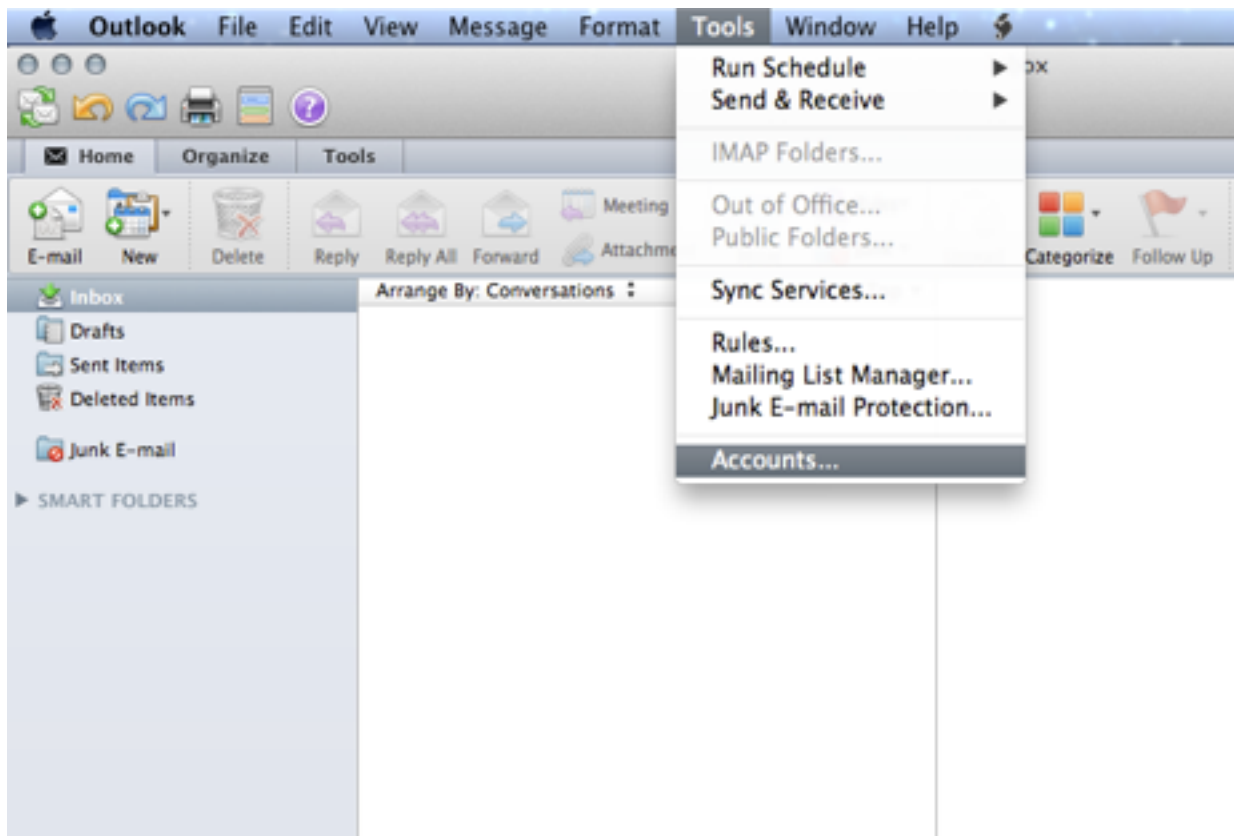 Outlook File Edit View Message Format Tools Window Help
Run Schedule
Send & Receive
IMAP Folders...
Out of Office...
Public Folders...
Sync Services...
Rules...
Mailing List Manager...
Junk E-mail Protection...
Accounts...
Home Organize Tools
E-mail New Delete Reply Reply All Forward
Meeting
Categorize Follow Up
Inbox
Drafts
Sent Items
Deleted Items
Junk E-mail
SMART FOLDERS
Arrange By: Conversations